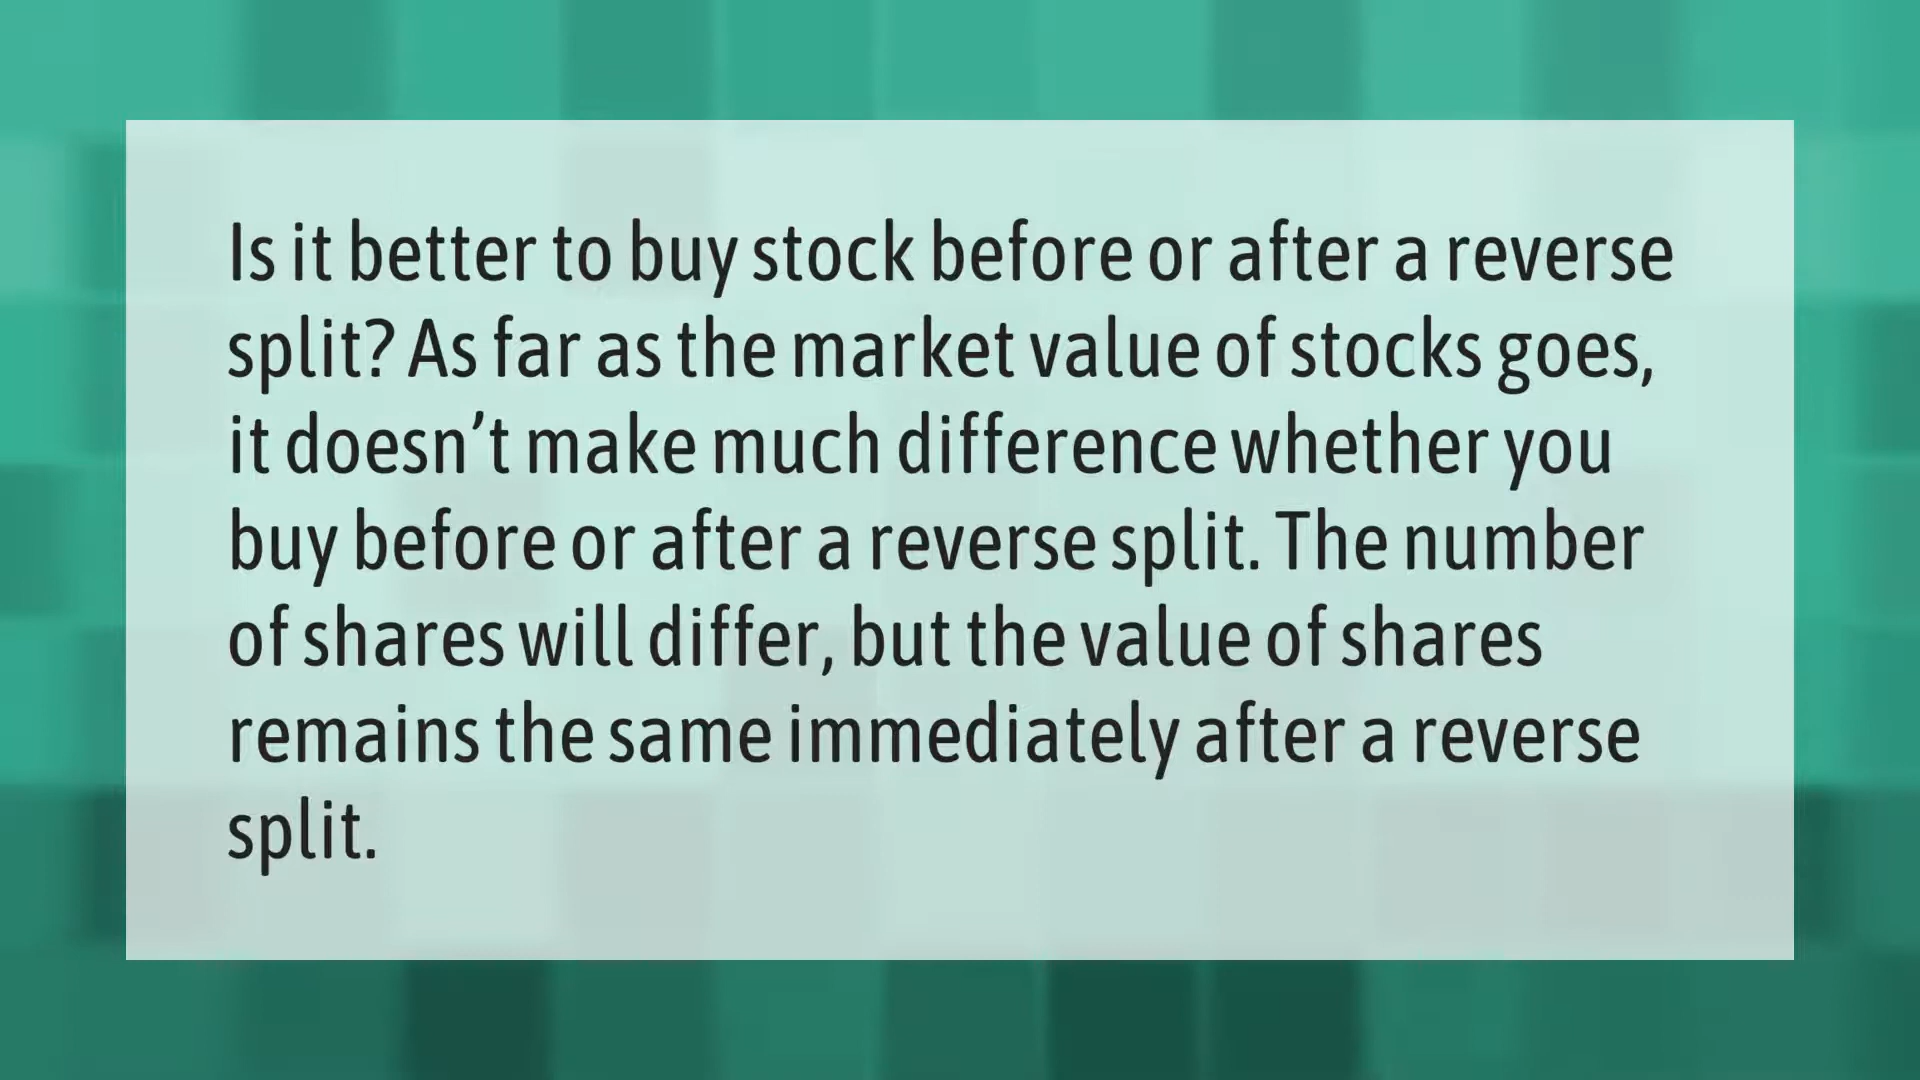 Is it better to buy stock before or after a reverse
split? As far as the market value of stocks goes,
it doesn’t make much difference whether you
buy before or after a reverse split. The number
of shares will differ, but the value of shares
remains the same immediately after a reverse
split.